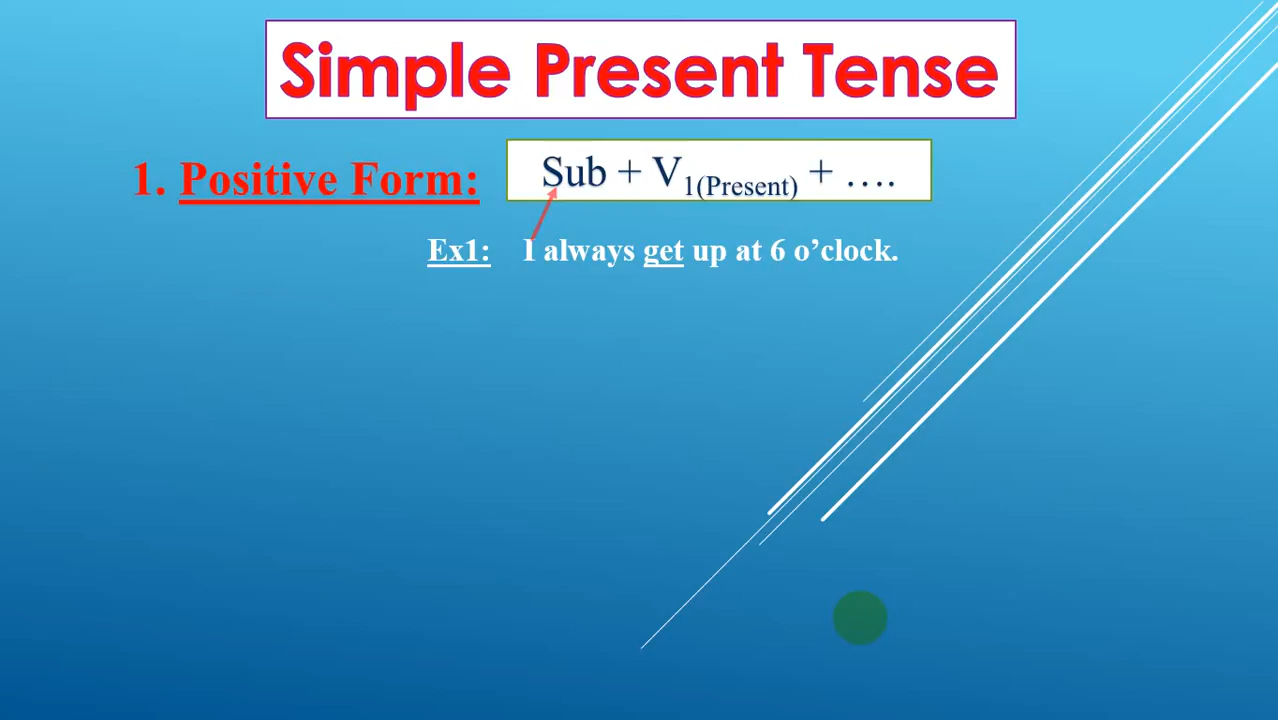 Simple Present Tense
1. Positive Form: Sub + V1(Present) + ….
Ex1: I always get up at 6 o’clock.